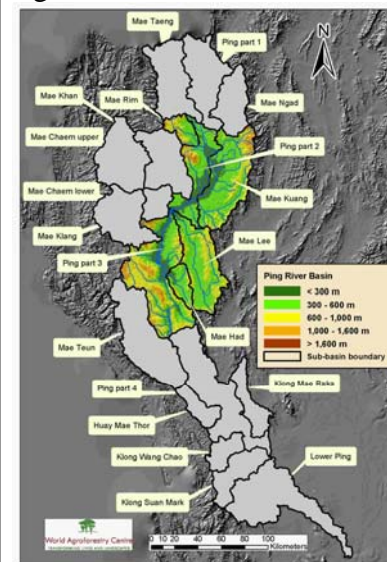 Mae Taeng
Ping part 1
Mae Khan
Mae Rim
Mae Ngad
Mae Chaem upper
Ping part 2
Mae Chaem lower
Mae Kuang
Mae Klang
Mae Lee
Ping part 3
Ping River Basin
< 300 m
300 - 600 m
600 - 1,000 m
1,000 - 1,600 m
> 1,600 m
Sub-basin boundary
Mae Had
Mae Teun
Ping part 4
Klong Mae Raka
Huay Mae Thor
Klong Wang Chao
Lower Ping
Klong Suan Mark
World Agroforestry Centre
TRANSFORMING LIVES AND LANDSCAPES
0 10 20 40 60 80 100
Kilometers
N